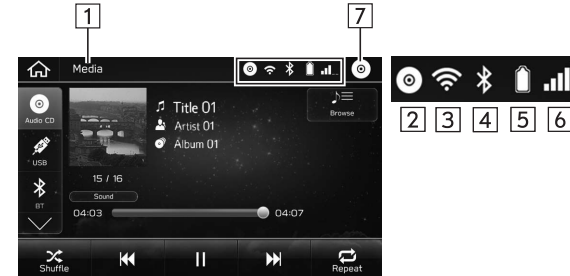 1
7
Media
Audio CD
USB
BT
Title 01
Artist 01
Album 01
Browse
15 / 16
Sound
04:03
04:07
Shuffle
Repeat
2 3 4 5 6